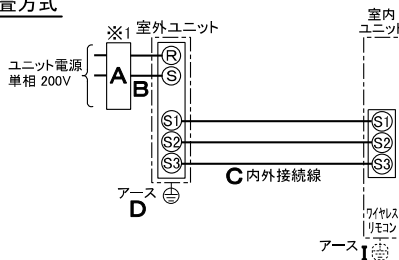 置方式
※1
室外ユニット
室内
ユニット
ユニット電源
単相 200V
A
B
R
S
S1
S2
S3
S1
S2
S3
C 内外接続線
アース
D
ワイヤレス
リモコン
アース I